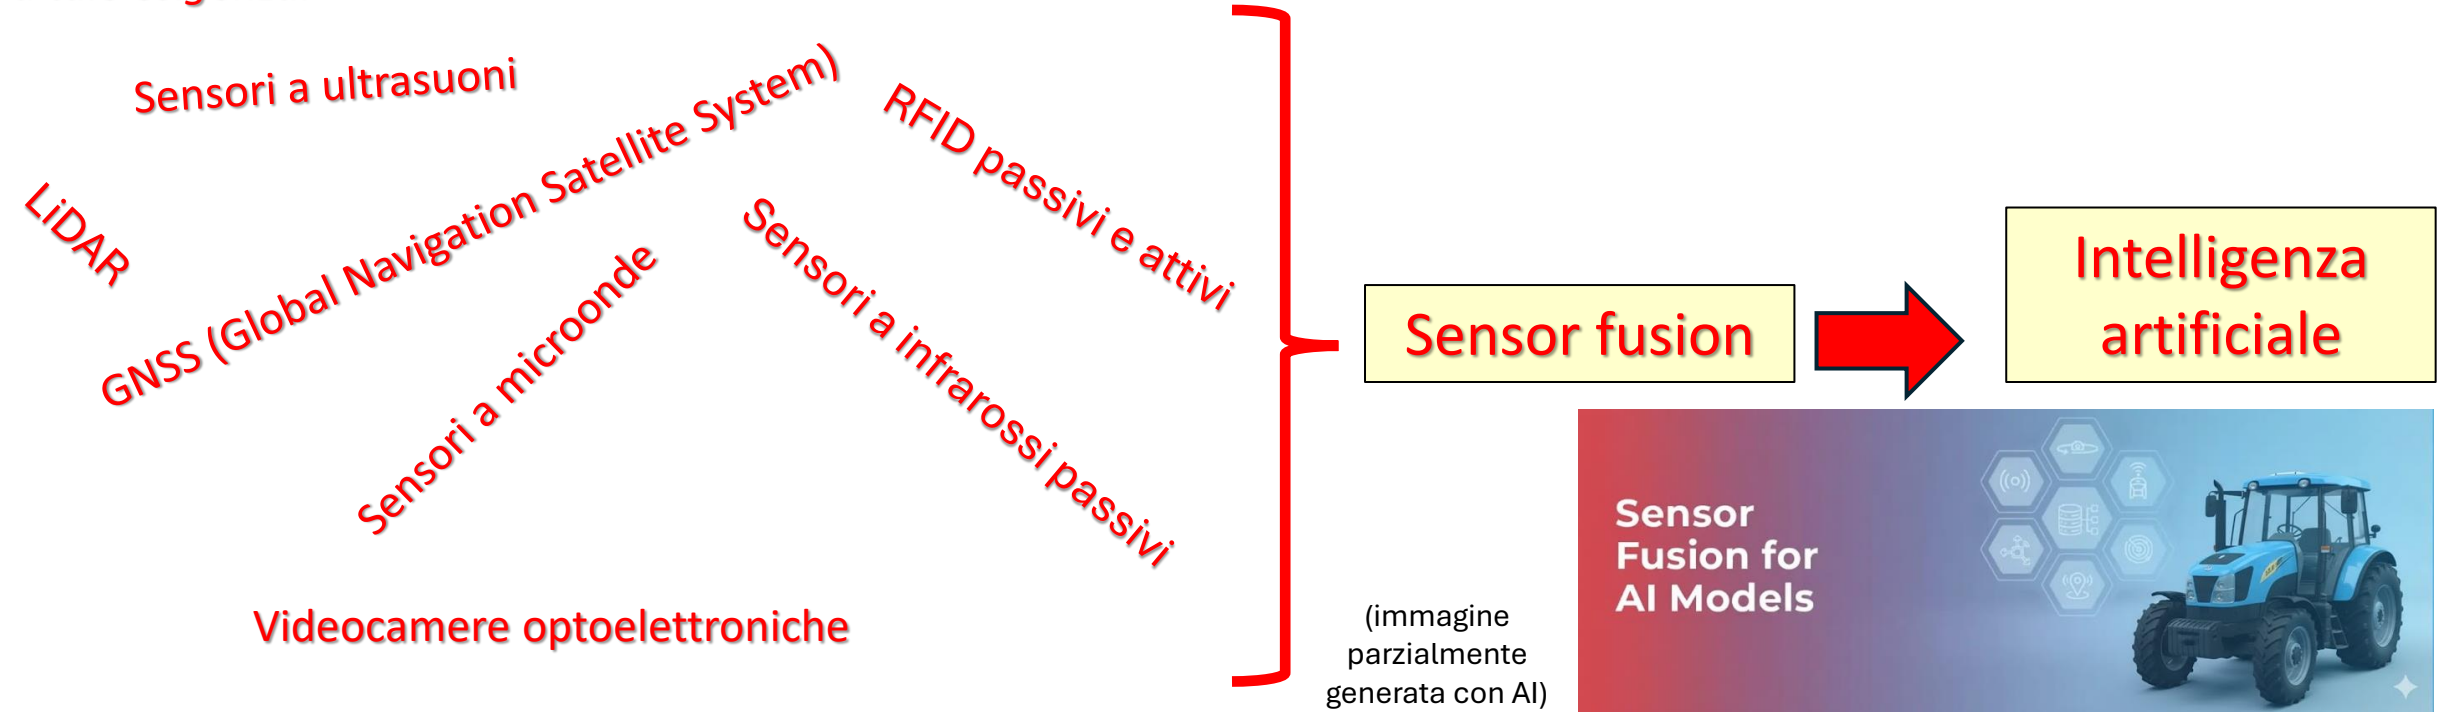 Sensori a ultrasuoni
LiDAR
GNSS (Global Navigation Satellite System)
RFID passivi e attivi
Sensori a microonde
Sensori a infrarossi passivi
Videocamere optoelettroniche
Sensor fusion
Intelligenza
artificiale
Sensor
Fusion for
AI Models
(immagine
parzialmente
generata con AI)